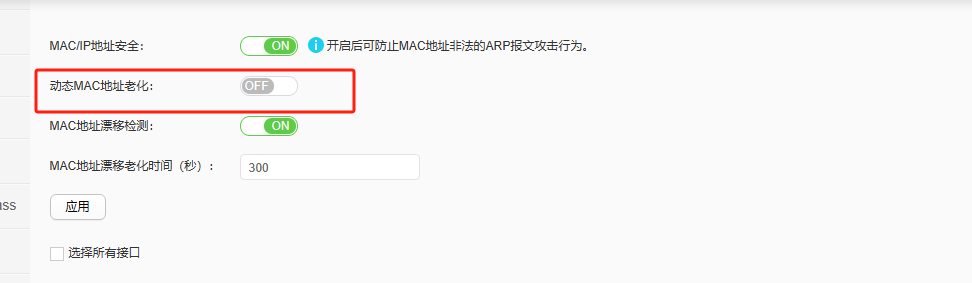 MAC/IP地址安全： ON 开启后可防止MAC地址非法的ARP报文攻击行为。
动态MAC地址老化： OFF
MAC地址漂移检测： ON
MAC地址漂移老化时间（秒）： 300
ass
应用
选择所有接口